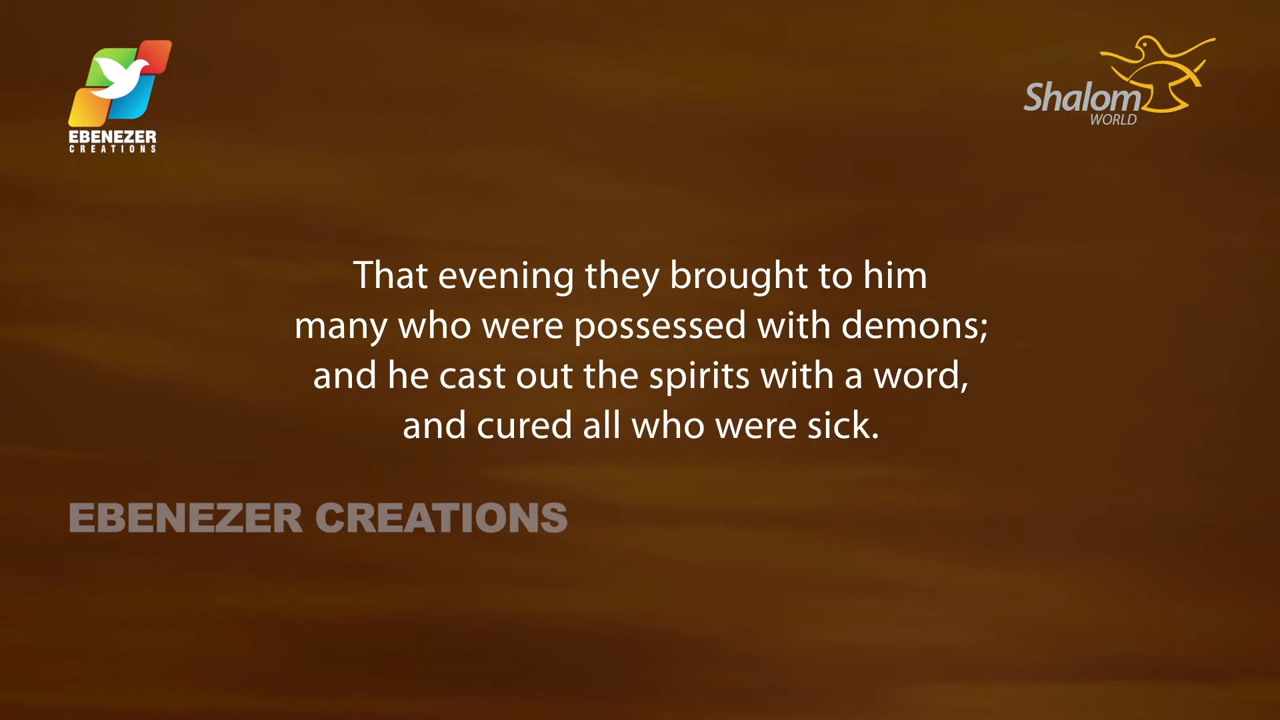 EBENEZER
CREATIONS
Shalom
WORLD
That evening they brought to him
many who were possessed with demons;
and he cast out the spirits with a word,
and cured all who were sick.
EBENEZER CREATIONS